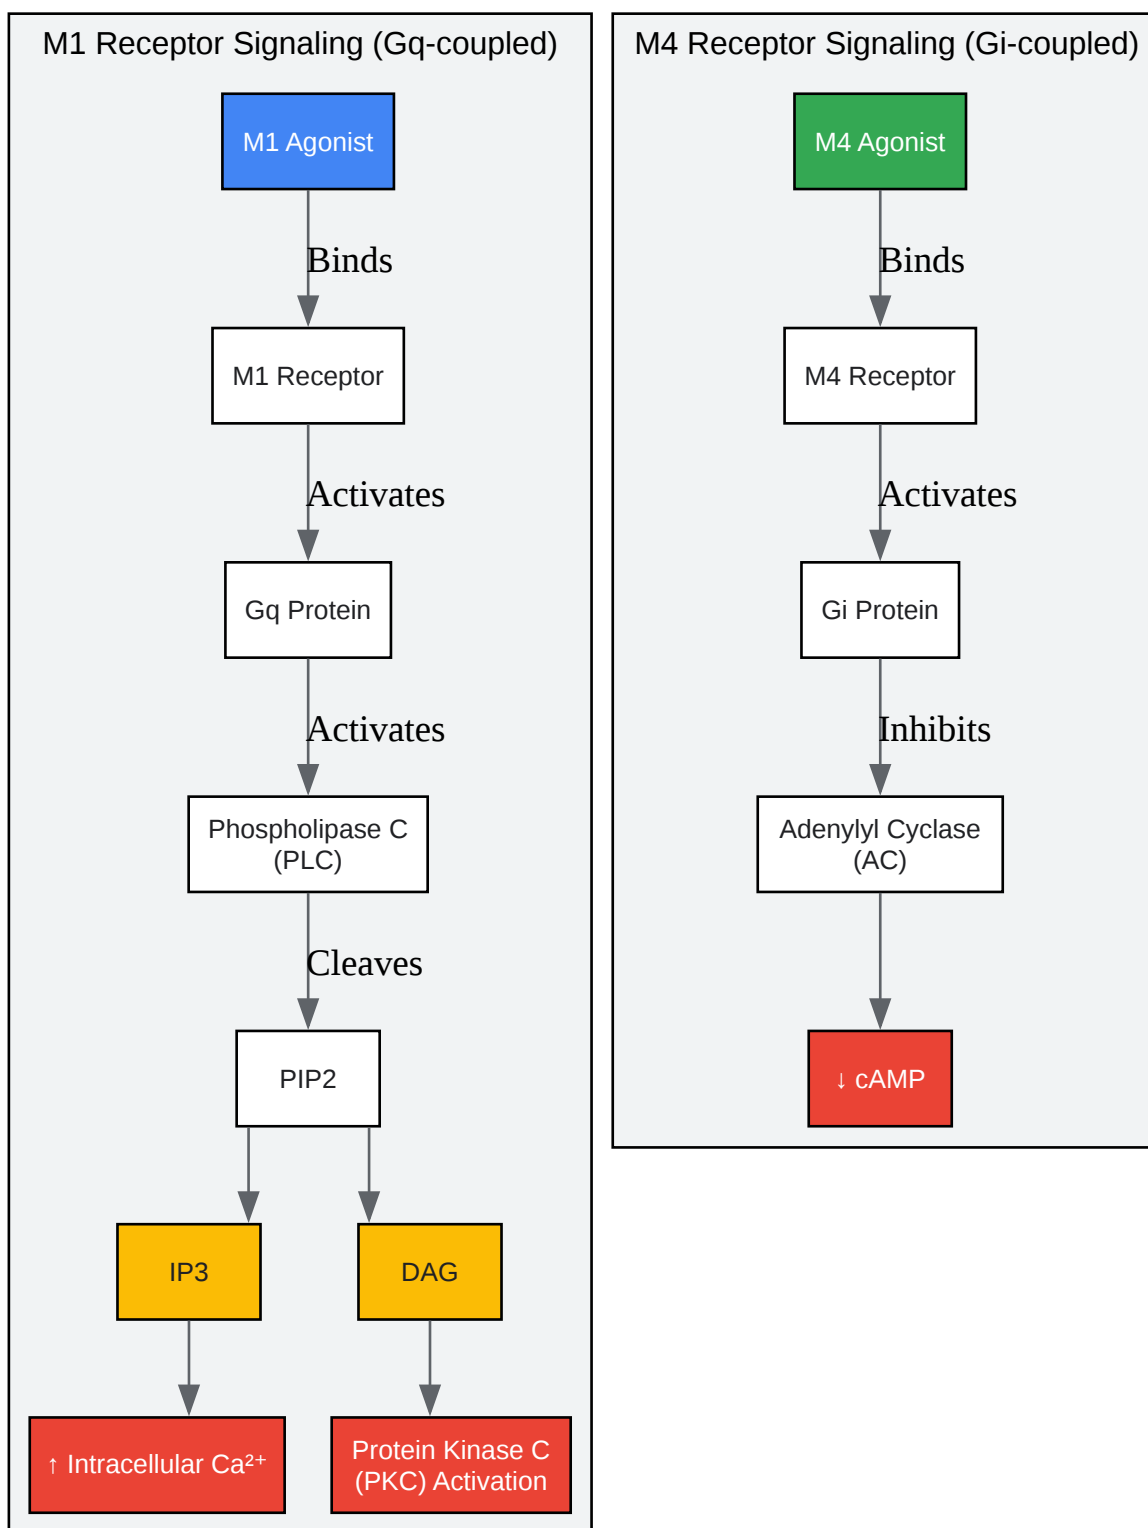 M1 Receptor Signaling (Gq-coupled)
M1 Agonist
Binds
M1 Receptor
Activates
Gq Protein
Activates
Phospholipase C
(PLC)
Cleaves
PIP2
IP3
DAG
↑ Intracellular Ca²⁺
Protein Kinase C
(PKC) Activation
M4 Receptor Signaling (Gi-coupled)
M4 Agonist
Binds
M4 Receptor
Activates
Gi Protein
Inhibits
Adenylyl Cyclase
(AC)
↓ cAMP